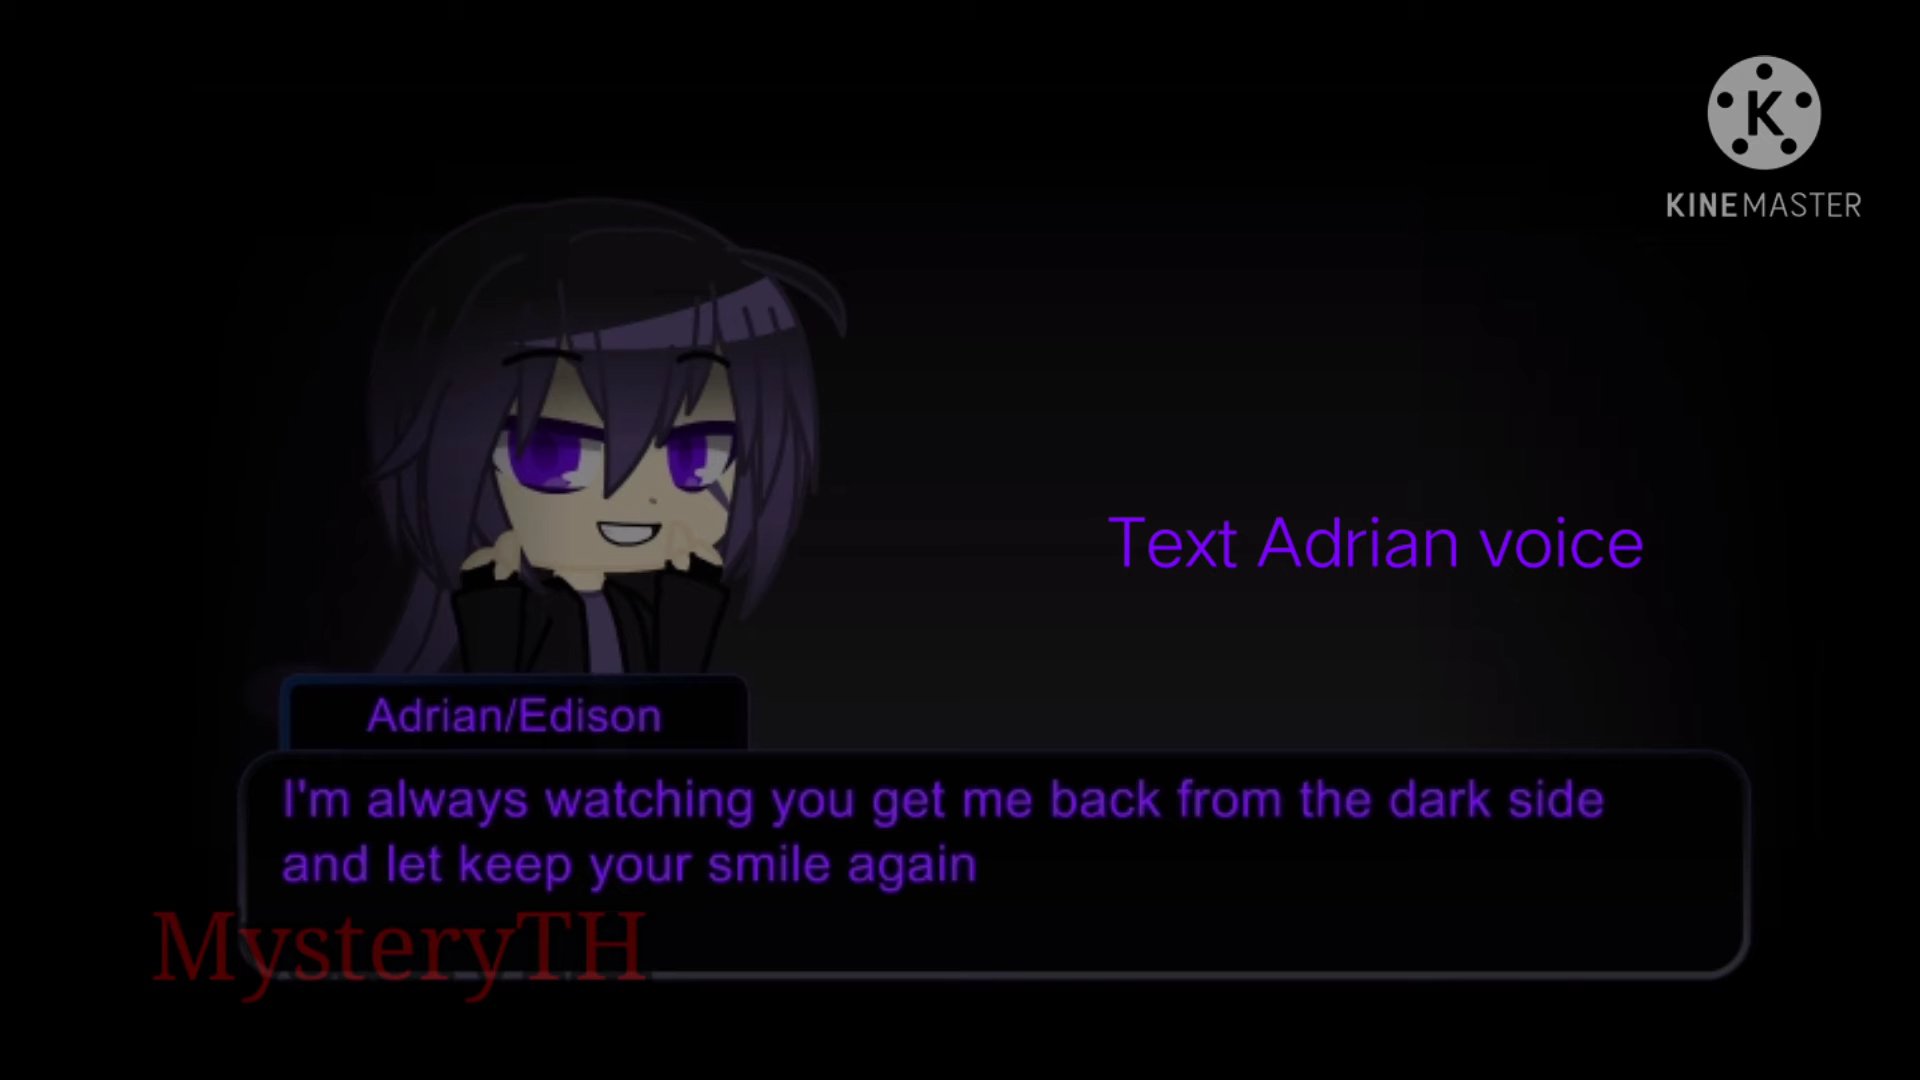 K
KINEMASTER
Text Adrian voice
Adrian/Edison
I'm always watching you get me back from the dark side
and let keep your smile again
MysteryTH